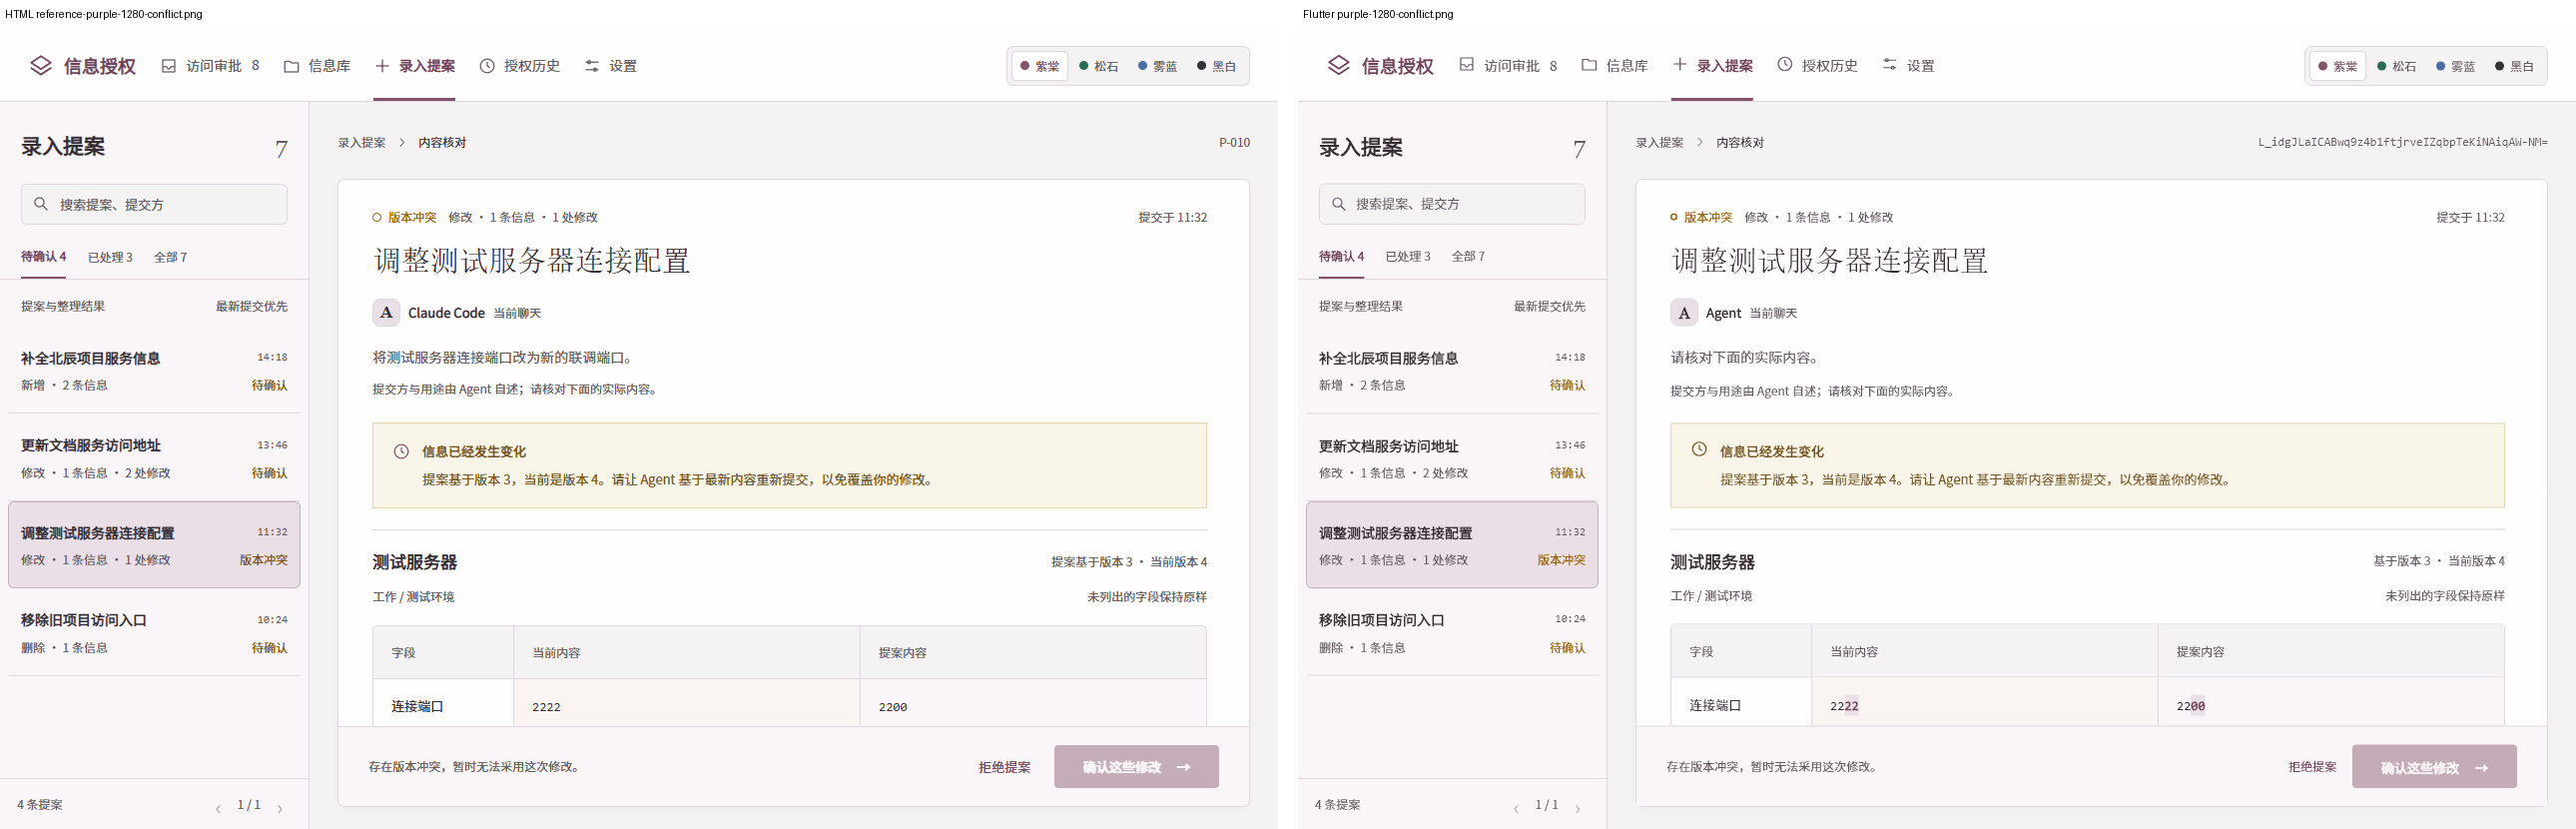 HTML reference-purple-1280-conflict.png
信息授权 访问审批 8 信息库 录入提案 授权历史 设置 紫棠 松石 雾蓝 黑白
录入提案 7
搜索提案、提交方
待确认 4 已处理 3 全部 7
提案与整理结果 最新提交优先
补全北辰项目服务信息 14:18
新增 · 2 条信息 待确认
更新文档服务访问地址 13:46
修改 · 1 条信息 · 2 处修改 待确认
调整测试服务器连接配置 11:32
修改 · 1 条信息 · 1 处修改 版本冲突
移除旧项目访问入口 10:24
删除 · 1 条信息 待确认
4 条提案 ‹ 1 / 1 ›
录入提案 > 内容核对 P-010
版本冲突 修改 · 1 条信息 · 1 处修改 提交于 11:32
调整测试服务器连接配置
A Claude Code 当前聊天
将测试服务器连接端口改为新的联调端口。
提交方与用途由 Agent 自述；请核对下面的实际内容。
信息已经发生变化
提案基于版本 3，当前是版本 4。请让 Agent 基于最新内容重新提交，以免覆盖你的修改。
测试服务器 提案基于版本 3 · 当前版本 4
工作 / 测试环境 未列出的字段保持原样
字段 当前内容 提案内容
连接端口 2222 2200
存在版本冲突，暂时无法采用这次修改。 拒绝提案 确认这些修改 →
Flutter purple-1280-conflict.png
信息授权 访问审批 8 信息库 录入提案 授权历史 设置 紫棠 松石 雾蓝 黑白
录入提案 7
搜索提案、提交方
待确认 4 已处理 3 全部 7
提案与整理结果 最新提交优先
补全北辰项目服务信息 14:18
新增 · 2 条信息 待确认
更新文档服务访问地址 13:46
修改 · 1 条信息 · 2 处修改 待确认
调整测试服务器连接配置 11:32
修改 · 1 条信息 · 1 处修改 版本冲突
移除旧项目访问入口 10:24
删除 · 1 条信息 待确认
4 条提案 ‹ 1 / 1 ›
录入提案 > 内容核对 L_idgJLaICABwq9z4b1ftjrveIZqbpTeKiNAiqAW-NM=
版本冲突 修改 · 1 条信息 · 1 处修改 提交于 11:32
调整测试服务器连接配置
A Agent 当前聊天
请核对下面的实际内容。
提交方与用途由 Agent 自述；请核对下面的实际内容。
信息已经发生变化
提案基于版本 3，当前是版本 4。请让 Agent 基于最新内容重新提交，以免覆盖你的修改。
测试服务器 基于版本 3 · 当前版本 4
工作 / 测试环境 未列出的字段保持原样
字段 当前内容 提案内容
连接端口 2222 2200
存在版本冲突，暂时无法采用这次修改。 拒绝提案 确认这些修改 →